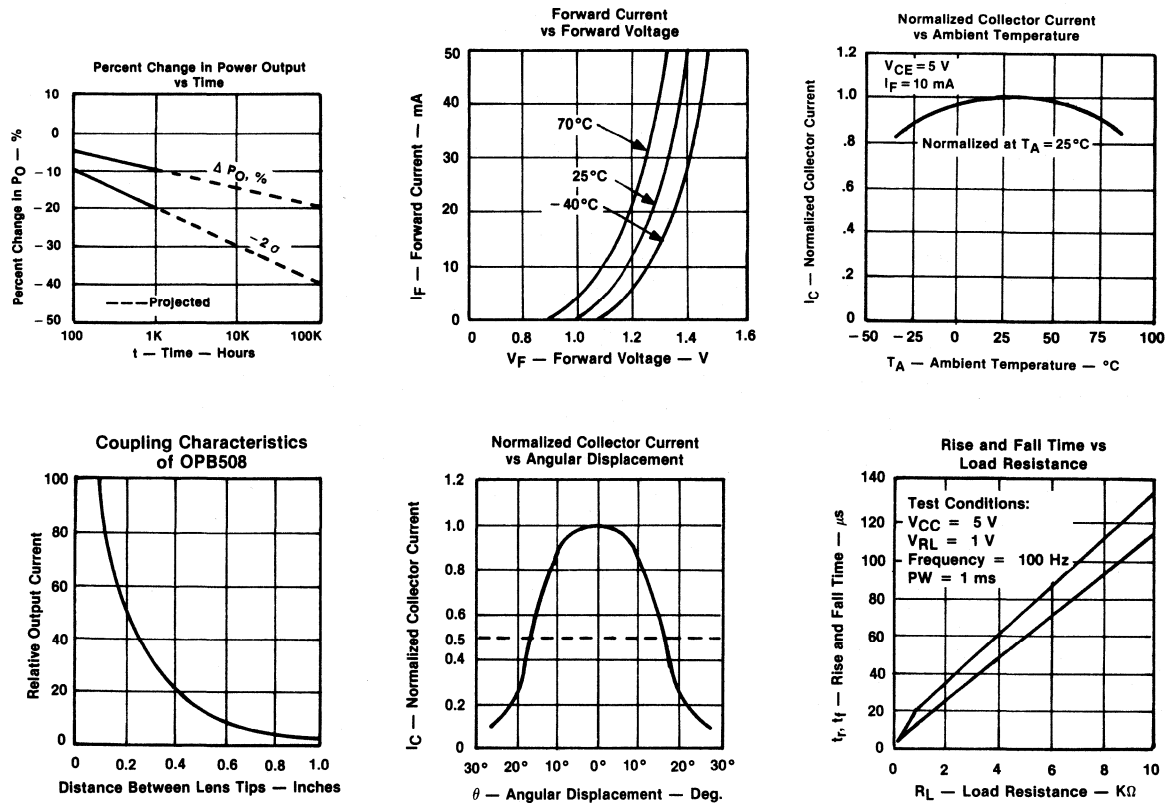 Percent Change in Power Output
vs Time
Percent Change in PO — %
10
0
−10
−20
−30
−40
−50
Δ PO, %
−2σ
-----Projected
100
1K
10K
100K
t — Time — Hours
Forward Current
vs Forward Voltage
IF — Forward Current — mA
50
40
30
20
10
0
70°C
25°C
−40°C
0
0.8
1.0
1.2
1.4
1.6
VF — Forward Voltage — V
Normalized Collector Current
vs Ambient Temperature
IC — Normalized Collector Current
1.2
1.0
.8
.6
.4
.2
0
VCE = 5 V
IF = 10 mA
Normalized at TA = 25°C
−50
−25
0
25
50
75
100
TA — Ambient Temperature — °C
Coupling Characteristics
of OPB508
Relative Output Current
100
80
60
40
20
0
0
0.2
0.4
0.6
0.8
1.0
Distance Between Lens Tips — Inches
Normalized Collector Current
vs Angular Displacement
IC — Normalized Collector Current
1.2
1.0
0.8
0.6
0.5
0.4
0.2
0
30°
20°
10°
0°
10°
20°
30°
θ — Angular Displacement — Deg.
Rise and Fall Time vs
Load Resistance
tr, tf — Rise and Fall Time — μs
140
120
100
80
60
40
20
0
Test Conditions:
VCC = 5 V
VRL = 1 V
Frequency = 100 Hz
PW = 1 ms
0
2
4
6
8
10
RL — Load Resistance — KΩ